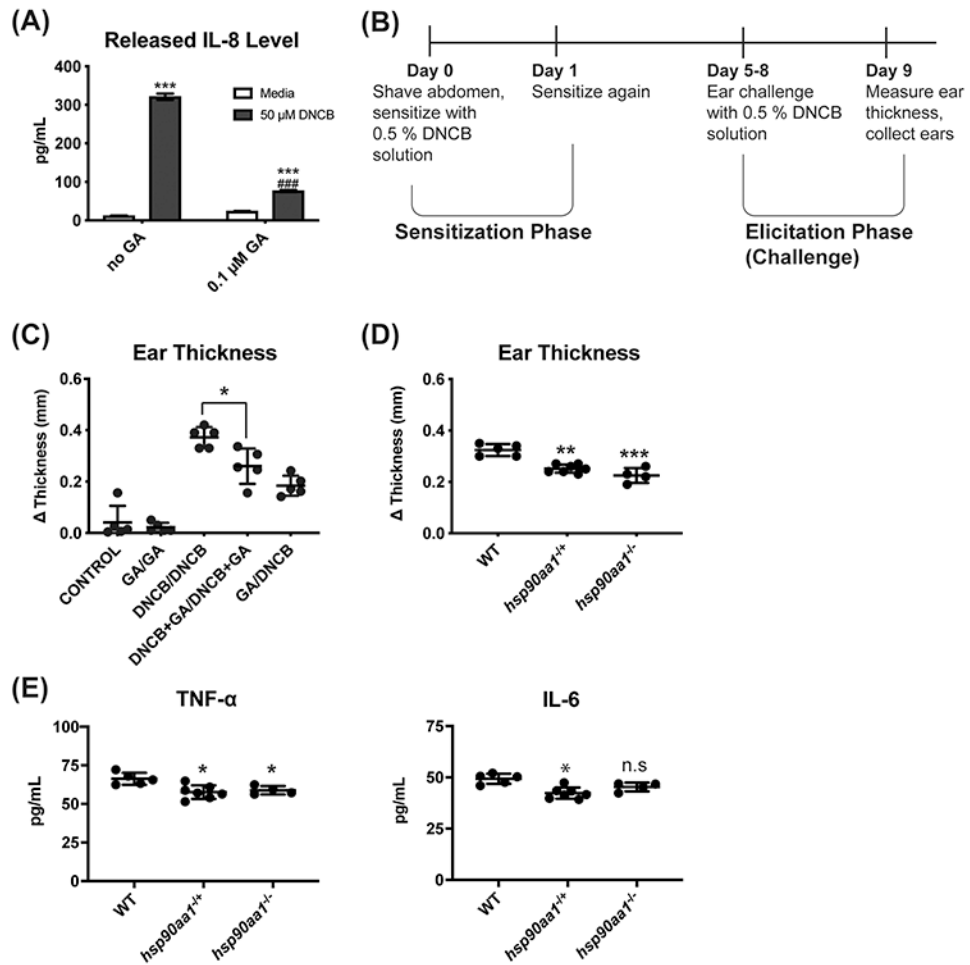 (A)
Released IL-8 Level
400
300
200
100
0
pg/mL
***
***
###
Media
50 µM DNCB
no GA
0.1 µM GA
(B)
Day 0
Shave abdomen,
sensitize with
0.5 % DNCB
solution
Day 1
Sensitize again
Day 5-8
Ear challenge
with 0.5 % DNCB
solution
Day 9
Measure ear
thickness,
collect ears
Sensitization Phase
Elicitation Phase
(Challenge)
(C)
Ear Thickness
0.6
0.4
0.2
0.0
Δ Thickness (mm)
*
CONTROL
GA/GA
DNCB/DNCB
DNCB+GA/DNCB+GA
GA/DNCB
(D)
Ear Thickness
0.6
0.4
0.2
0.0
Δ Thickness (mm)
**
***
WT
hsp90aa1-/+
hsp90aa1-/-
(E)
TNF-α
100
75
50
25
0
pg/mL
*
*
WT
hsp90aa1-/+
hsp90aa1-/-
IL-6
75
50
25
0
pg/mL
*
n.s
WT
hsp90aa1-/+
hsp90aa1-/-